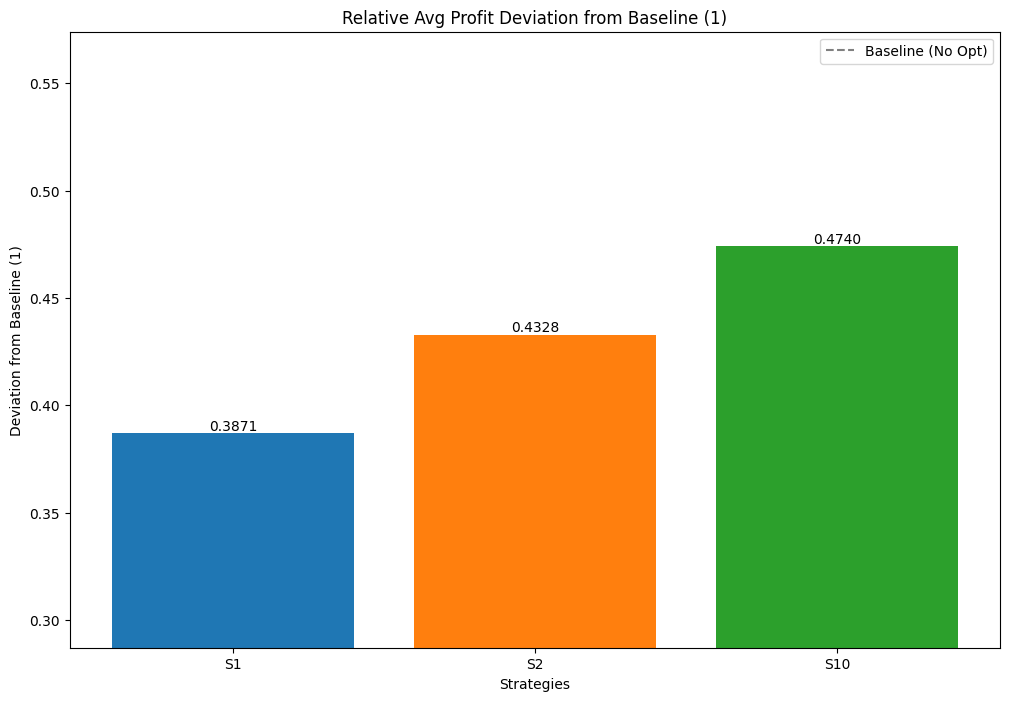 Relative Avg Profit Deviation from Baseline (1)
Baseline (No Opt)
Deviation from Baseline (1)
0.55
0.50
0.45
0.40
0.35
0.30
0.3871
0.4328
0.4740
S1
S2
S10
Strategies